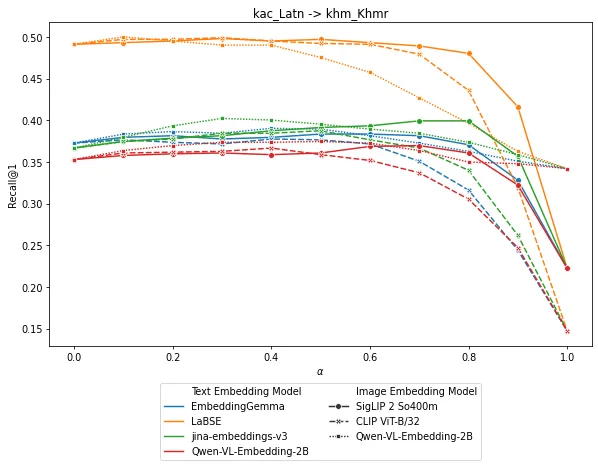 kac_Latn -> khm_Khmr
0.50
0.45
0.40
0.35
0.30
0.25
0.20
0.15
Recall@1
0.0 0.2 0.4 0.6 0.8 1.0
α
Text Embedding Model
EmbeddingGemma
LaBSE
jina-embeddings-v3
Qwen-VL-Embedding-2B
Image Embedding Model
SigLIP 2 So400m
CLIP ViT-B/32
Qwen-VL-Embedding-2B